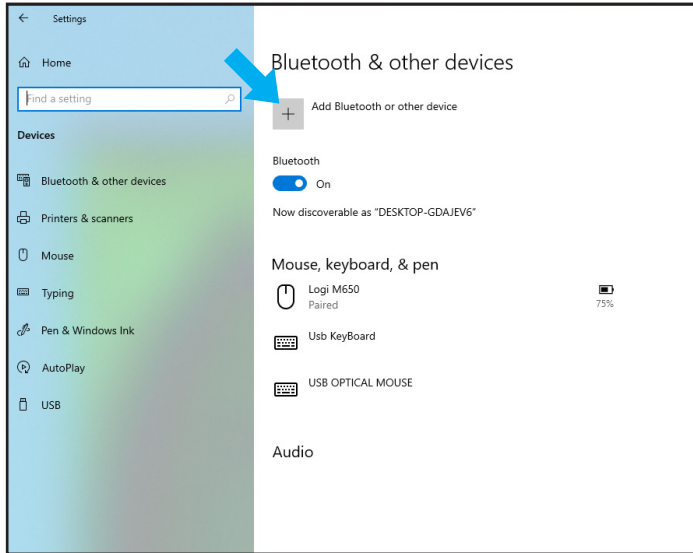 Settings
Home
Find a setting
Devices
Bluetooth & other devices
Printers & scanners
Mouse
Typing
Pen & Windows Ink
AutoPlay
USB
Bluetooth & other devices
Add Bluetooth or other device
Bluetooth
On
Now discoverable as “DESKTOP-GDAJEV6”
Mouse, keyboard, & pen
Logi M650
Paired
75%
Usb KeyBoard
USB OPTICAL MOUSE
Audio